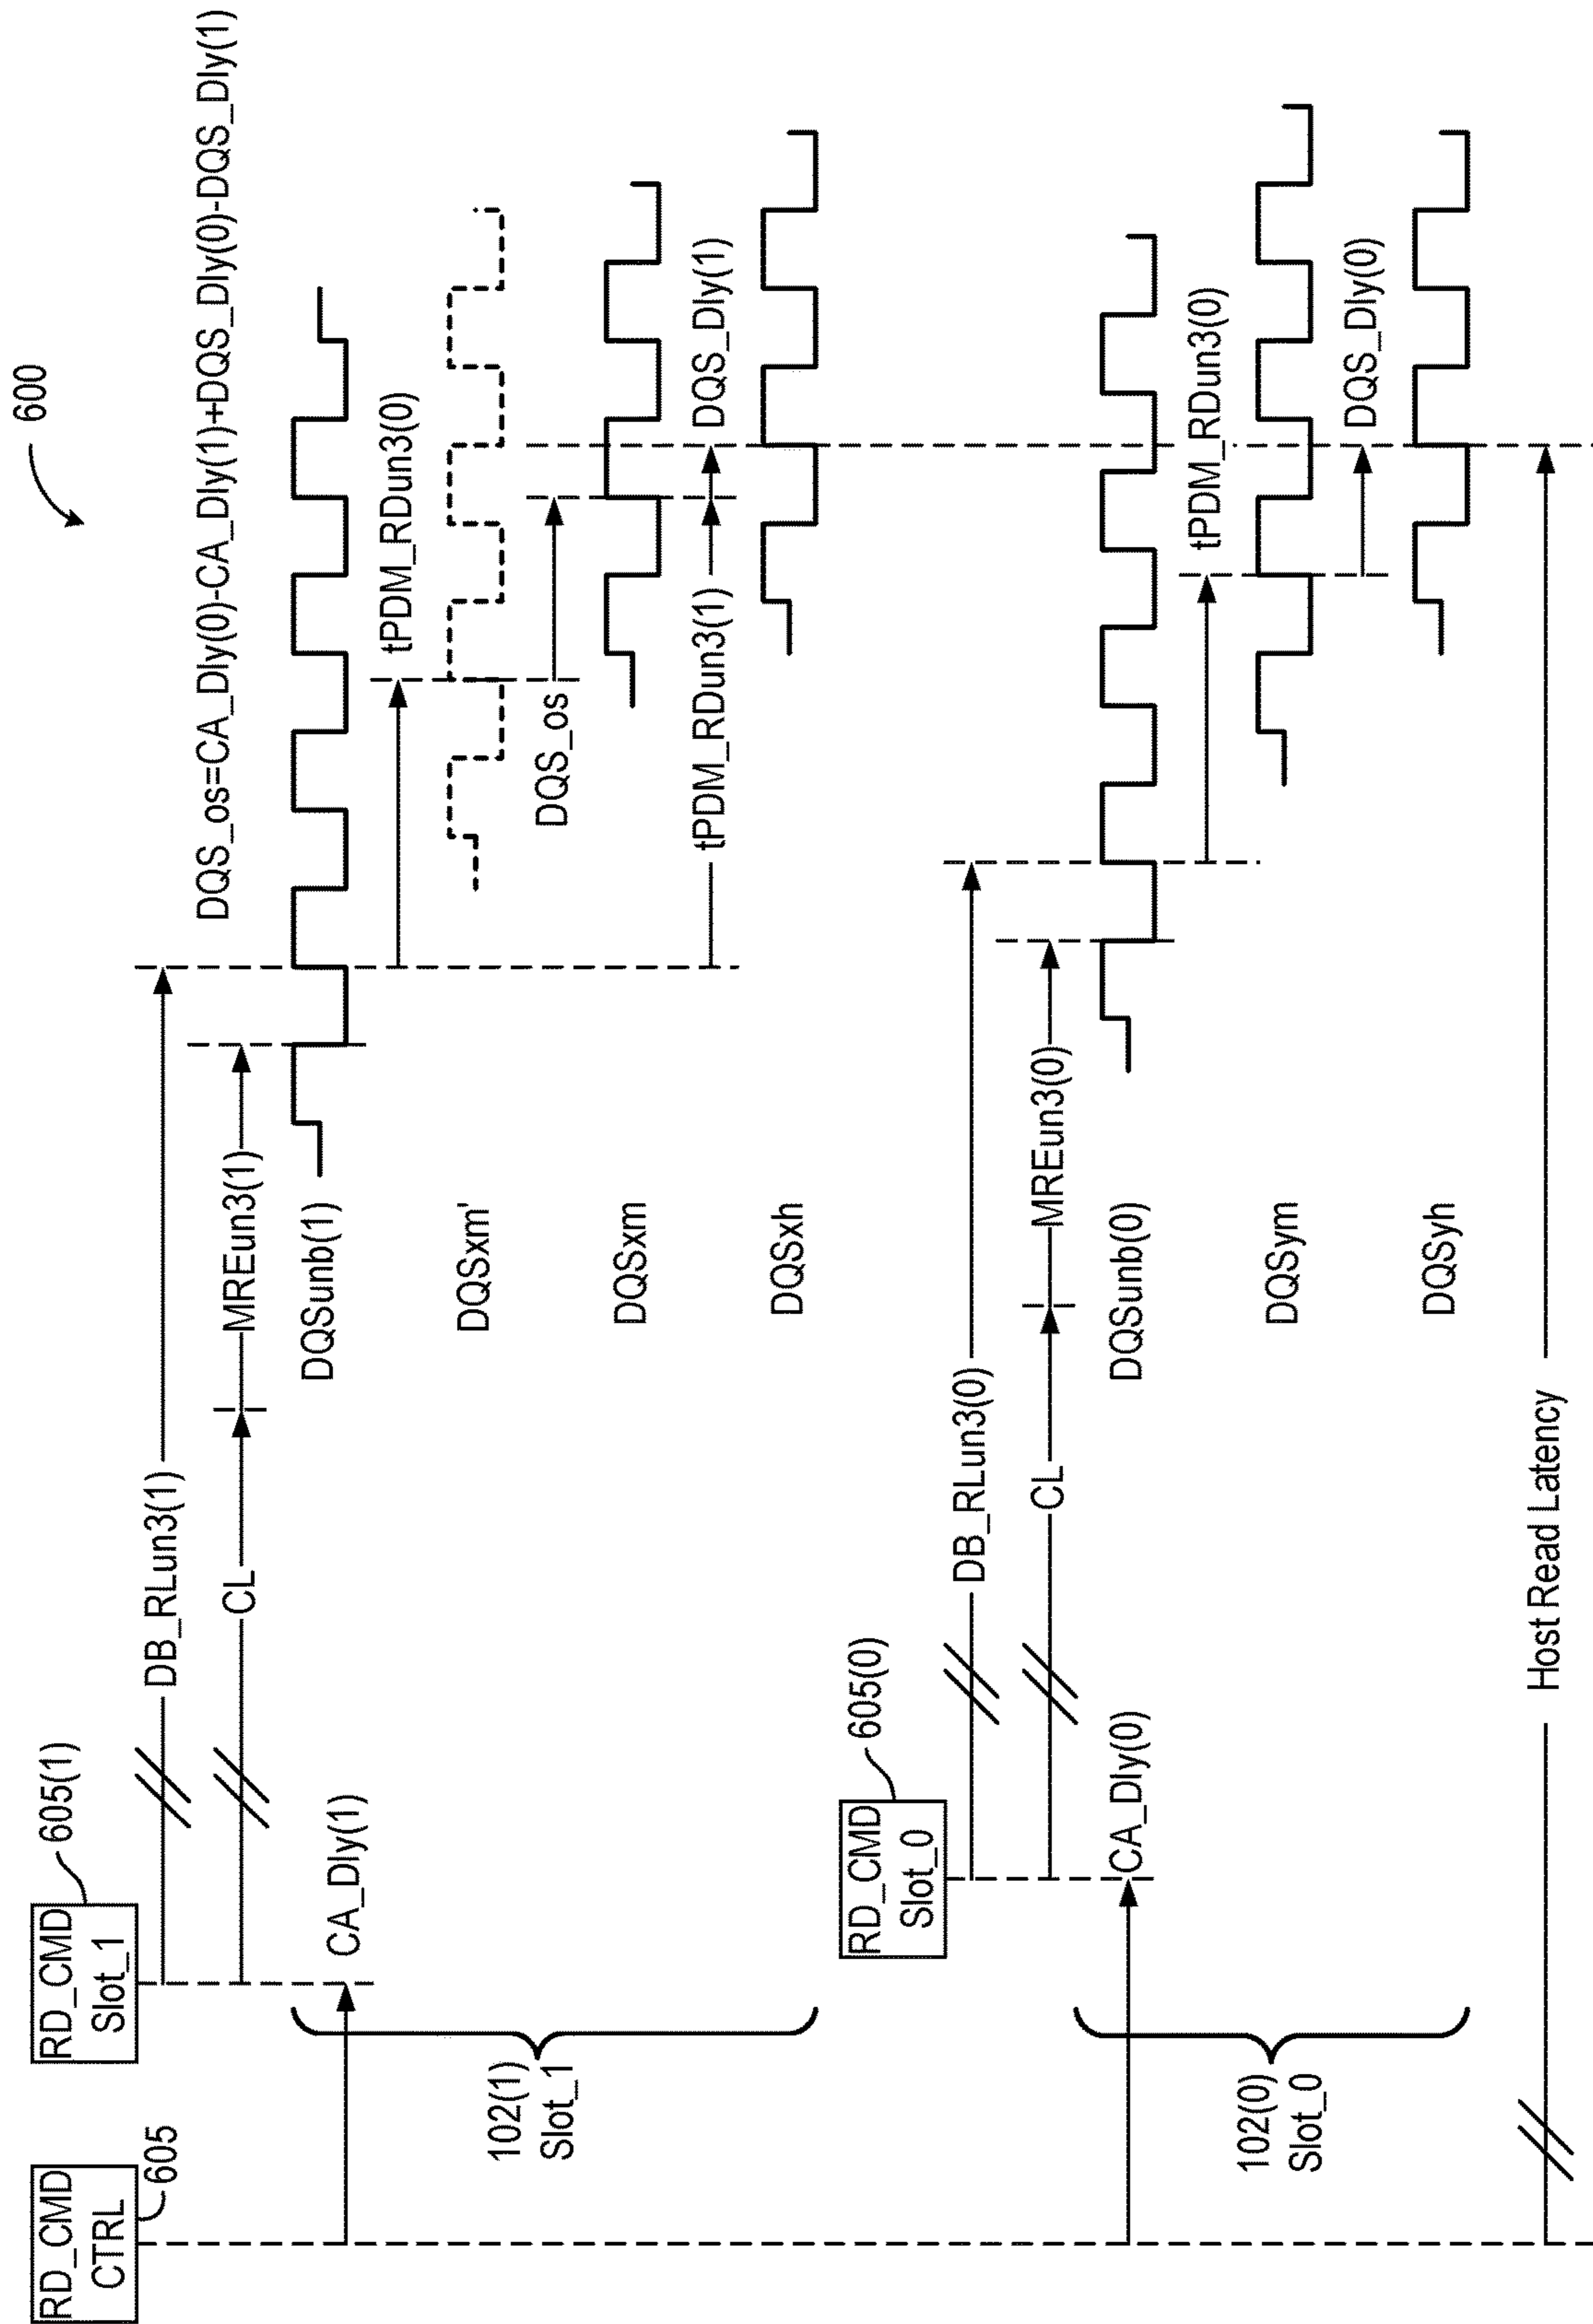 600
DQS_os=CA_Dly(0)-CA_Dly(1)+DQS_Dly(0)-DQS_Dly(1)
RD_CMD
CTRL
605
RD_CMD
Slot_1
605(1)
DB_RLun3(1)
CL
MREun3(1)
CA_Dly(1)
DQSunb(1)
tPDM_RDun3(0)
DQSxm'
DQS_os
102(1)
Slot_1
DQSxm
tPDM_RDun3(1)
DQS_Dly(1)
DQSxh
RD_CMD
Slot_0
605(0)
DB_RLun3(0)
CL
MREun3(0)
CA_Dly(0)
DQSunb(0)
tPDM_RDun3(0)
102(0)
Slot_0
DQSym
DQS_Dly(0)
DQSyh
Host Read Latency